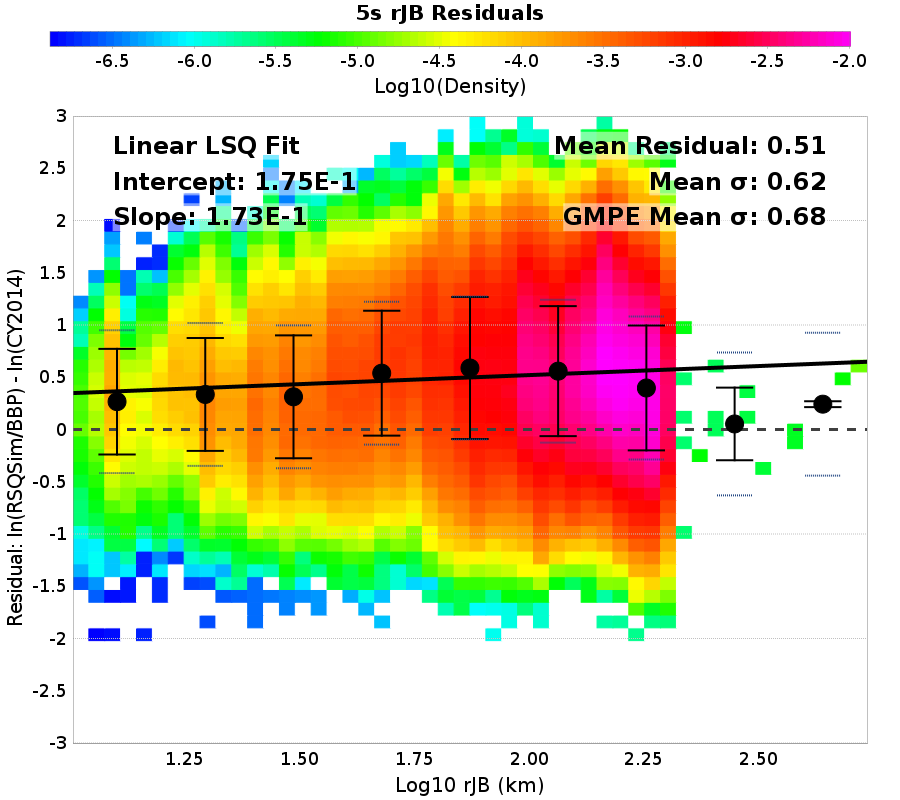 5s rJB Residuals
-6.5 -6.0 -5.5 -5.0 -4.5 -4.0 -3.5 -3.0 -2.5 -2.0
Log10(Density)
Linear LSQ Fit
Intercept: 1.75E-1
Slope: 1.73E-1
Mean Residual: 0.51
Mean σ: 0.62
GMPE Mean σ: 0.68
Residual: ln(RSQSim/BBP) - ln(CY2014)
3
2.5
2
1.5
1
0.5
0
-0.5
-1
-1.5
-2
-2.5
-3
1.25 1.50 1.75 2.00 2.25 2.50
Log10 rJB (km)